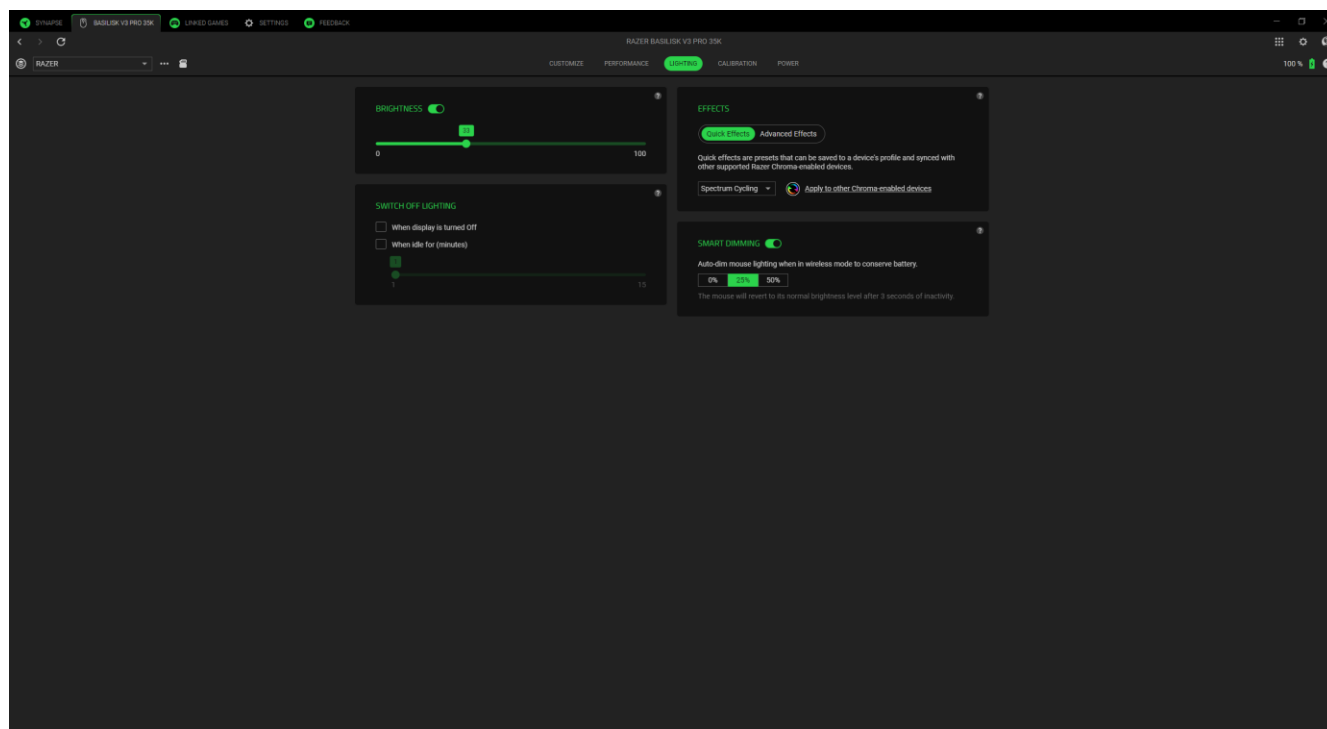 SYNAPSE
BASILISK V3 PRO 35K
LINKED GAMES
SETTINGS
FEEDBACK
RAZER BASILISK V3 PRO 35K
RAZER
CUSTOMIZE
PERFORMANCE
LIGHTING
CALIBRATION
POWER
100 %
BRIGHTNESS
33
0
100
SWITCH OFF LIGHTING
When display is turned Off
When idle for (minutes)
1
1
15
EFFECTS
Quick Effects
Advanced Effects
Quick effects are presets that can be saved to a device's profile and synced with
other supported Razer Chroma-enabled devices.
Spectrum Cycling
Apply to other Chroma-enabled devices
SMART DIMMING
Auto-dim mouse lighting when in wireless mode to conserve battery.
0%
25%
50%
The mouse will revert to its normal brightness level after 3 seconds of inactivity.